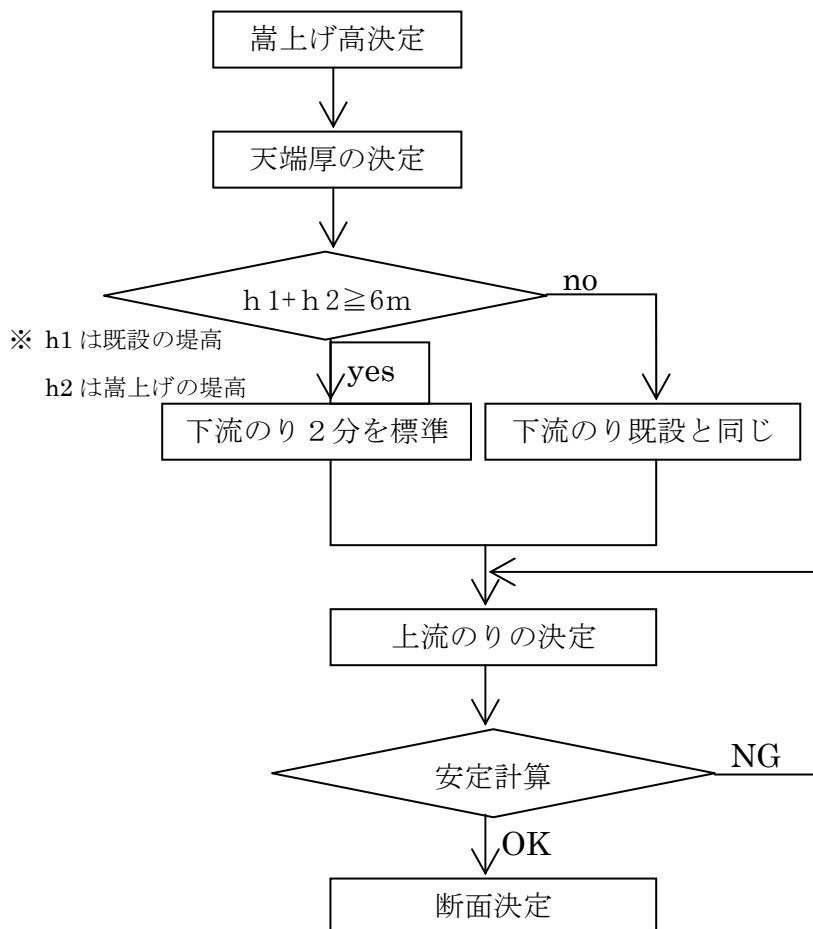 嵩上げ高決定
天端厚の決定
ｈ1+ｈ2≧6m
no
※ h1は既設の堤高
h2は嵩上げの堤高
yes
下流のり２分を標準
下流のり既設と同じ
上流のりの決定
安定計算
NG
OK
断面決定